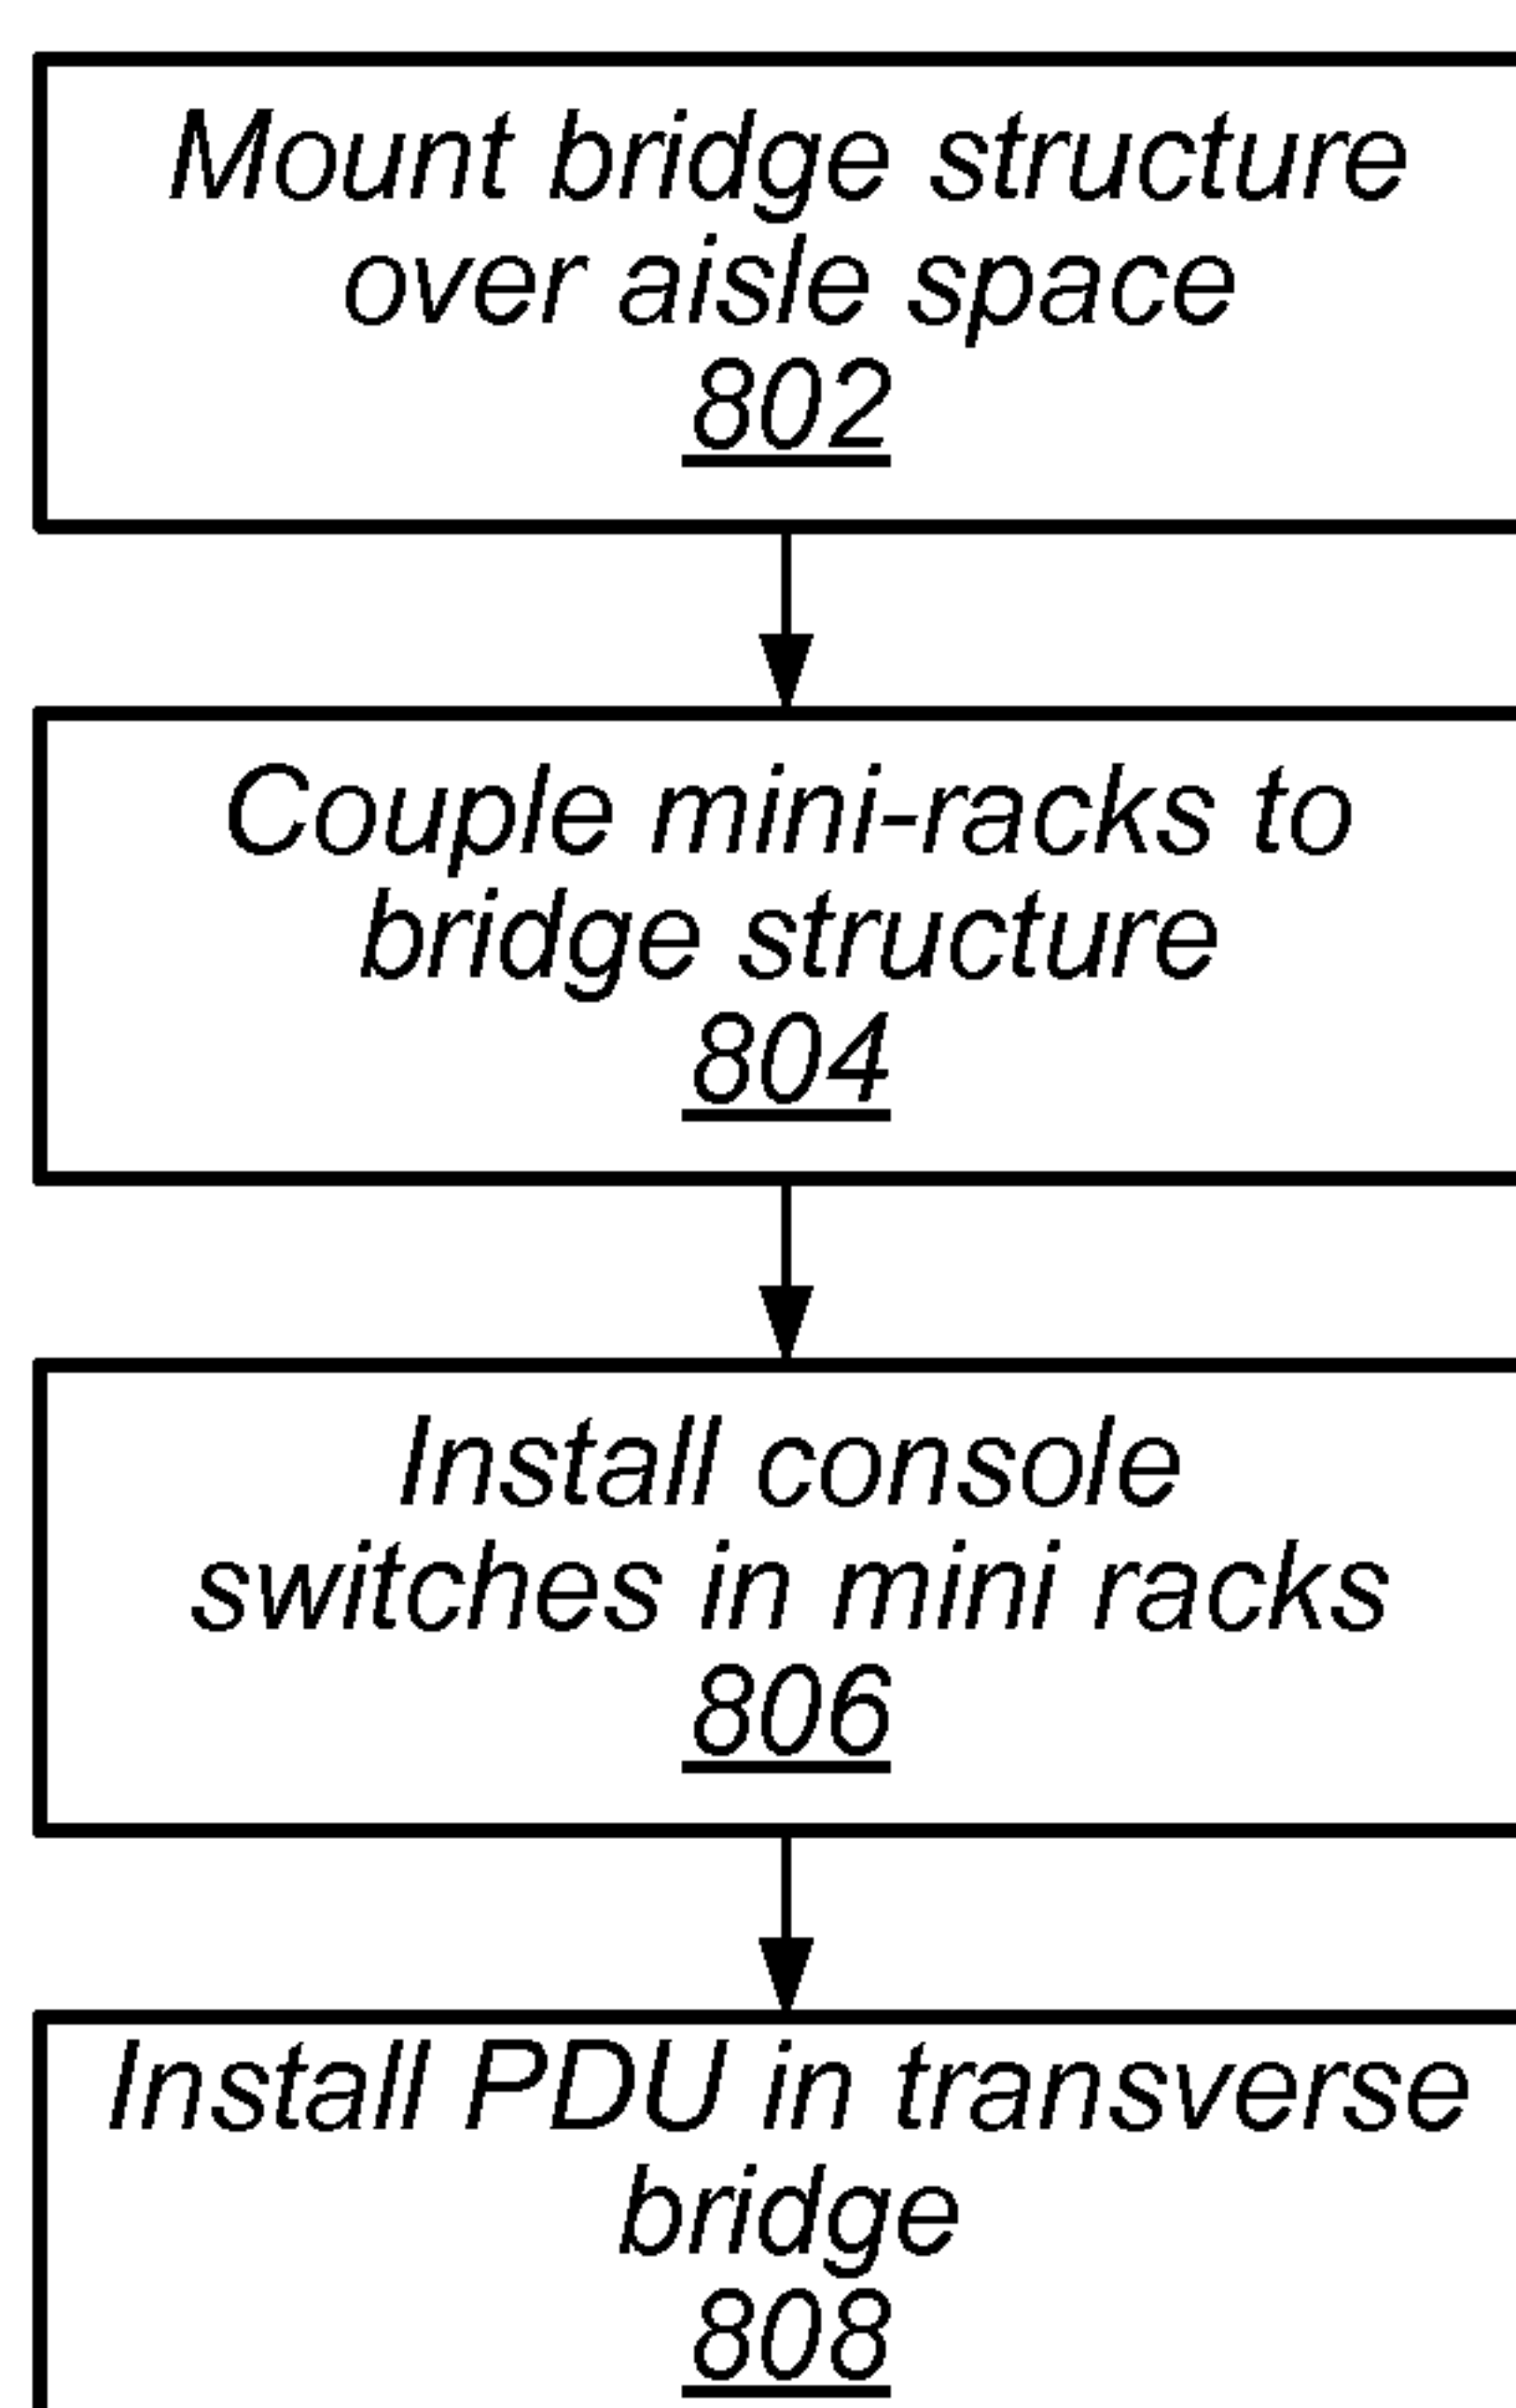 Mount bridge structure
over aisle space
802
Couple mini-racks to
bridge structure
804
Install console
switches in mini racks
806
Install PDU in transverse
bridge
808